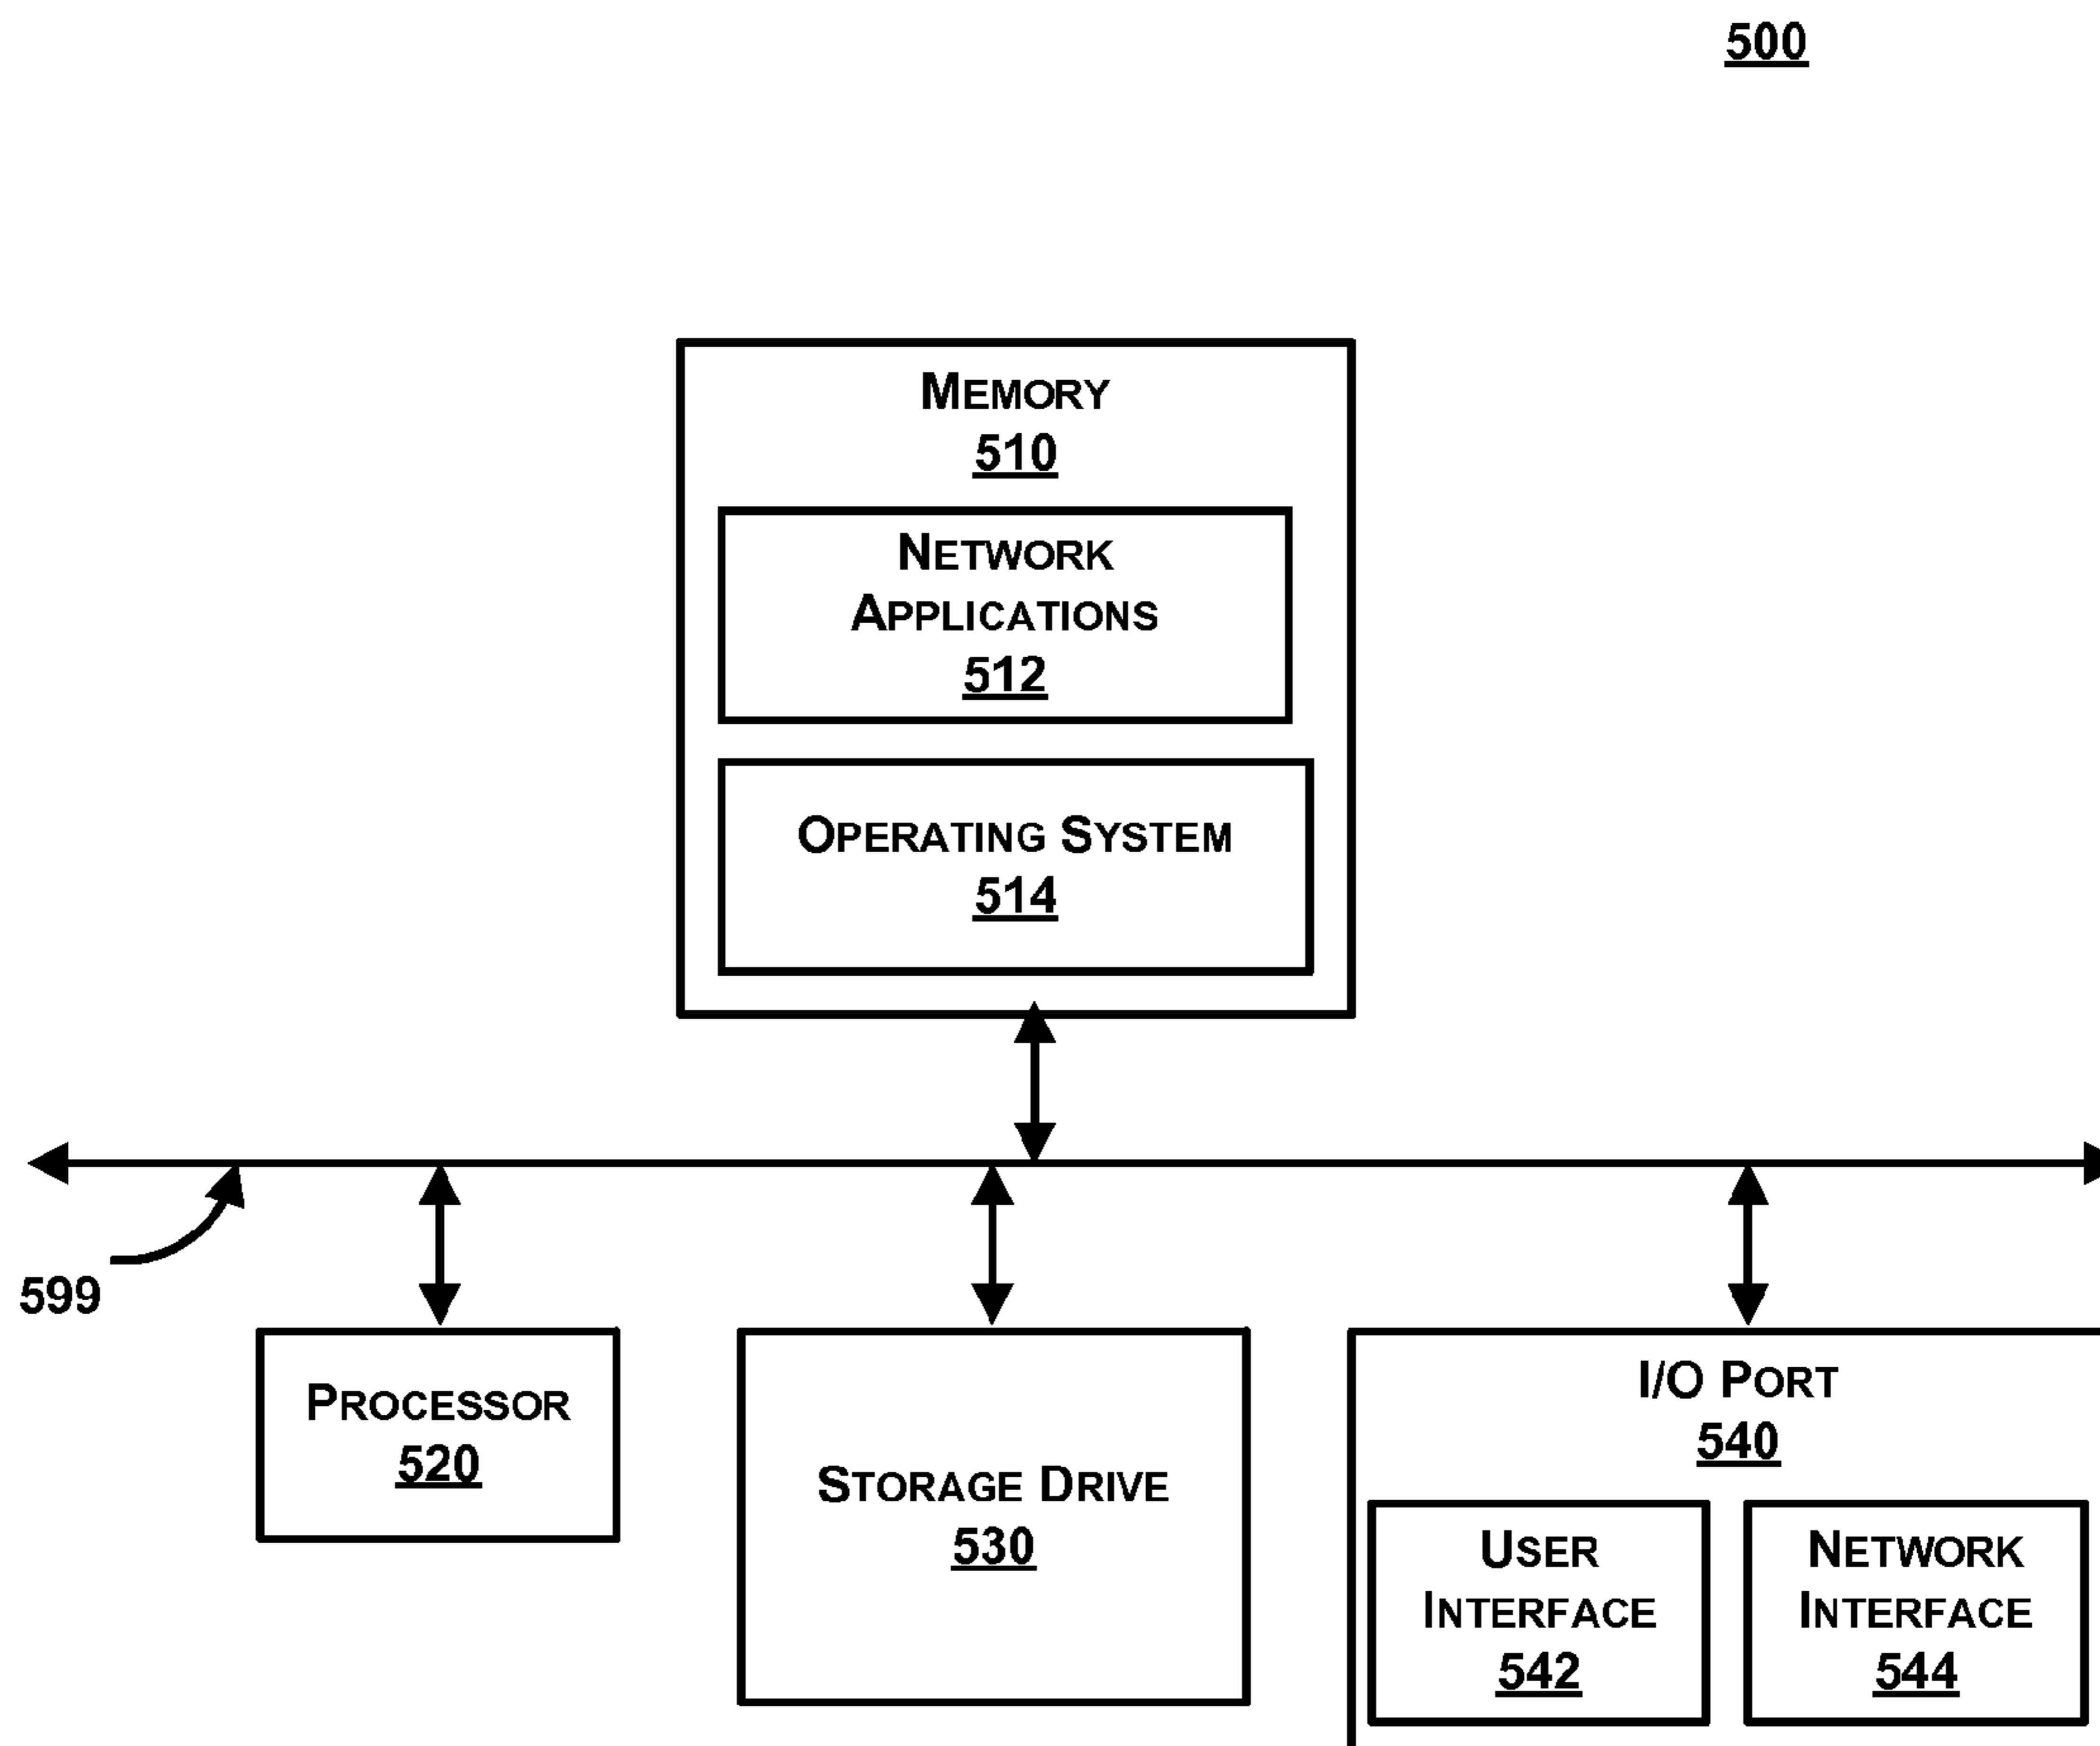 500
MEMORY
510
NETWORK
APPLICATIONS
512
OPERATING SYSTEM
514
599
PROCESSOR
520
STORAGE DRIVE
530
I/O PORT
540
USER
INTERFACE
542
NETWORK
INTERFACE
544